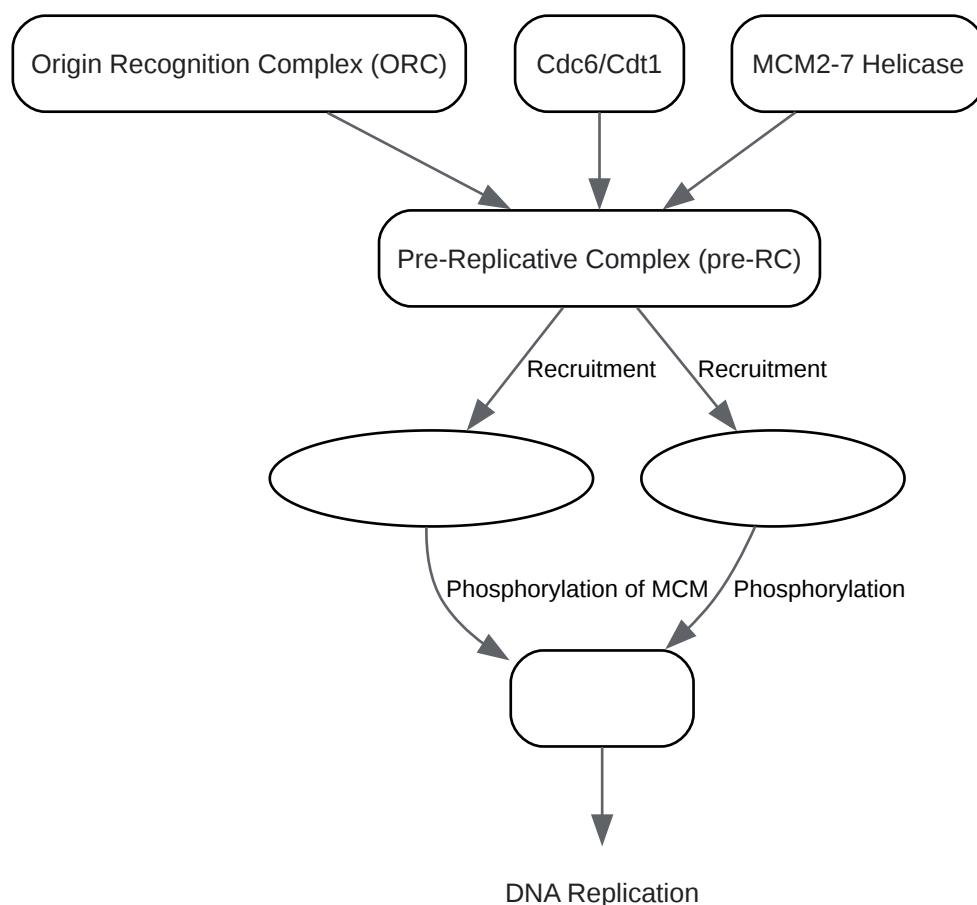 Origin Recognition Complex (ORC)
Cdc6/Cdt1
MCM2-7 Helicase
Pre-Replicative Complex (pre-RC)
Recruitment
Recruitment
Phosphorylation of MCM
Phosphorylation
DNA Replication